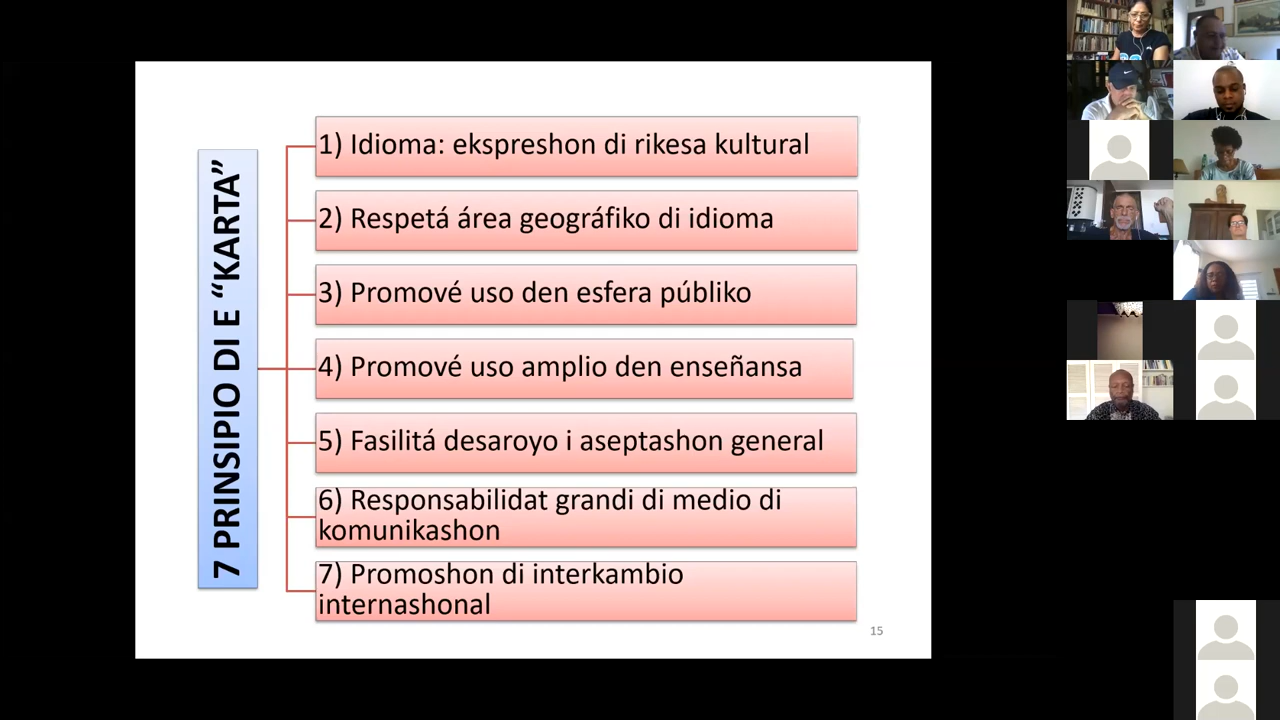 7 PRINSIPIO DI E “KARTA”
1) Idioma: ekspreshon di rikesa kultural
2) Respetá área geográfiko di idioma
3) Promové uso den esfera públiko
4) Promové uso amplio den enseñansa
5) Fasilitá desaroyo i aseptashon general
6) Responsabilidat grandi di medio di
komunikashon
7) Promoshon di interkambio
internashonal
15